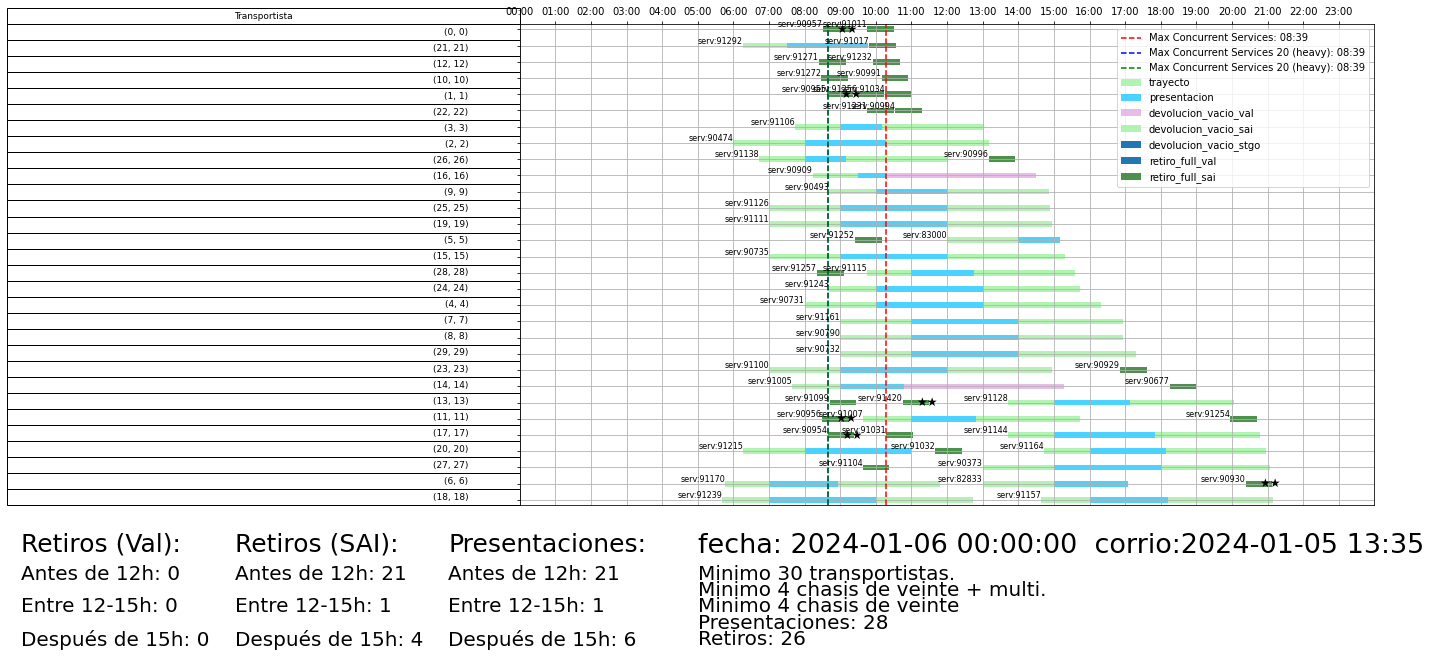 Transportista
00:00 01:00 02:00 03:00 04:00 05:00 06:00 07:00 08:00 09:00 10:00 11:00 12:00 13:00 14:00 15:00 16:00 17:00 18:00 19:00 20:00 21:00 22:00 23:00
(0, 0) serv:90957 serv:91011
(21, 21) serv:91292 serv:91017
(12, 12) serv:91271 serv:91232
(10, 10) serv:91272 serv:90991
(1, 1) serv:90955 serv:91256 serv:91034
(22, 22) serv:91231 serv:90994
(3, 3) serv:91106
(2, 2) serv:90474
(26, 26) serv:91138 serv:90996
(16, 16) serv:90909
(9, 9) serv:90493
(25, 25) serv:91126
(19, 19) serv:91111
(5, 5) serv:91252 serv:83000
(15, 15) serv:90735
(28, 28) serv:91257 serv:91115
(24, 24) serv:91243
(4, 4) serv:90731
(7, 7) serv:91161
(8, 8) serv:90790
(29, 29) serv:90732
(23, 23) serv:91100 serv:90929
(14, 14) serv:91005 serv:90677
(13, 13) serv:91099 serv:91420 serv:91128
(11, 11) serv:90956 serv:91007 serv:91254
(17, 17) serv:90954 serv:91031 serv:91144
(20, 20) serv:91215 serv:91032 serv:91164
(27, 27) serv:91104 serv:90373
(6, 6) serv:91170 serv:82833 serv:90930
(18, 18) serv:91239 serv:91157
Max Concurrent Services: 08:39
Max Concurrent Services 20 (heavy): 08:39
Max Concurrent Services 20 (heavy): 08:39
trayecto
presentacion
devolucion_vacio_val
devolucion_vacio_sai
devolucion_vacio_stgo
retiro_full_val
retiro_full_sai
Retiros (Val):
Antes de 12h: 0
Entre 12-15h: 0
Después de 15h: 0
Retiros (SAI):
Antes de 12h: 21
Entre 12-15h: 1
Después de 15h: 4
Presentaciones:
Antes de 12h: 21
Entre 12-15h: 1
Después de 15h: 6
fecha: 2024-01-06 00:00:00 corrio:2024-01-05 13:35
Minimo 30 transportistas.
Minimo 4 chasis de veinte + multi.
Minimo 4 chasis de veinte
Presentaciones: 28
Retiros: 26